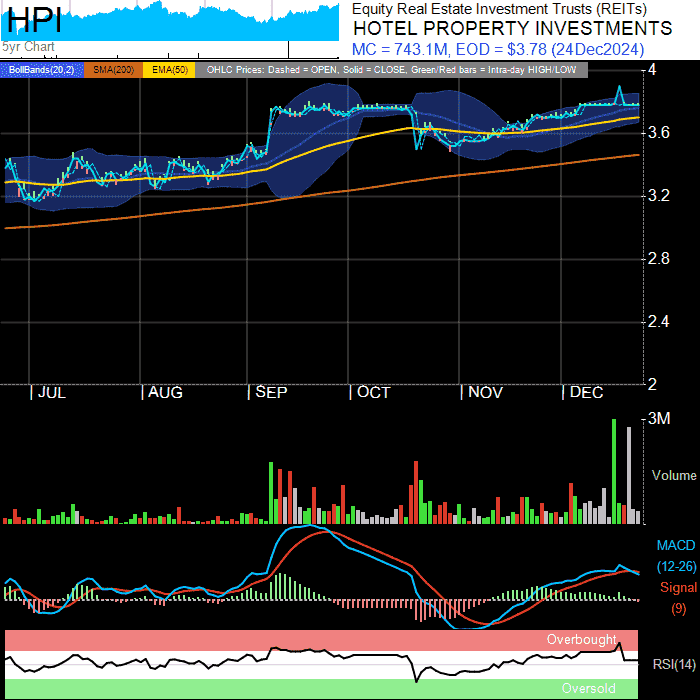 HPI
5yr Chart
Equity Real Estate Investment Trusts (REITs)
HOTEL PROPERTY INVESTMENTS
MC = 743.1M, EOD = $3.78 (24Dec2024)
BollBands(20,2) SMA(200) EMA(50) OHLC Prices: Dashed = OPEN, Solid = CLOSE, Green/Red bars = Intra-day HIGH/LOW
4
3.6
3.2
2.8
2.4
2
JUL AUG SEP OCT NOV DEC
3M
Volume
MACD
(12-26)
Signal
(9)
Overbought
RSI(14)
Oversold